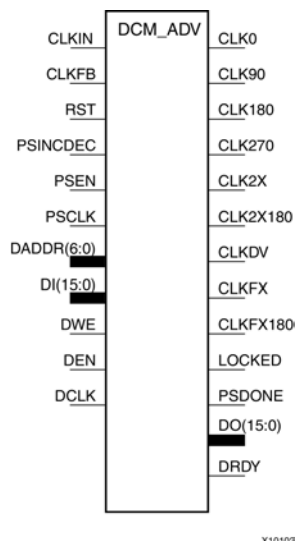 DCM_ADV
CLKIN CLK0
CLKFB CLK90
RST CLK180
PSINCDEC CLK270
PSEN CLK2X
PSCLK CLK2X180
DADDR(6:0) CLKDV
DI(15:0) CLKFX
DWE CLKFX180
DEN LOCKED
DCLK PSDONE
DO(15:0)
DRDY